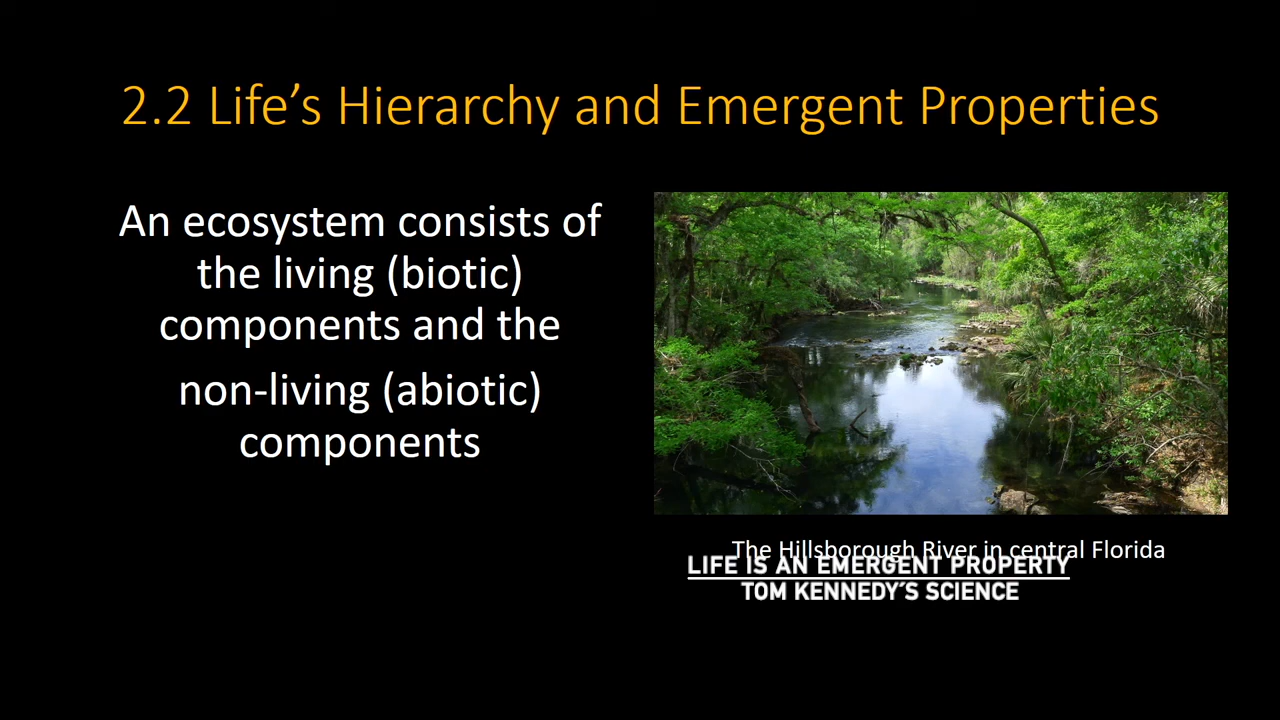 2.2 Life’s Hierarchy and Emergent Properties
An ecosystem consists of
the living (biotic)
components and the
non-living (abiotic)
components
The Hillsborough River in central Florida
LIFE IS AN EMERGENT PROPERTY
TOM KENNEDY´S SCIENCE